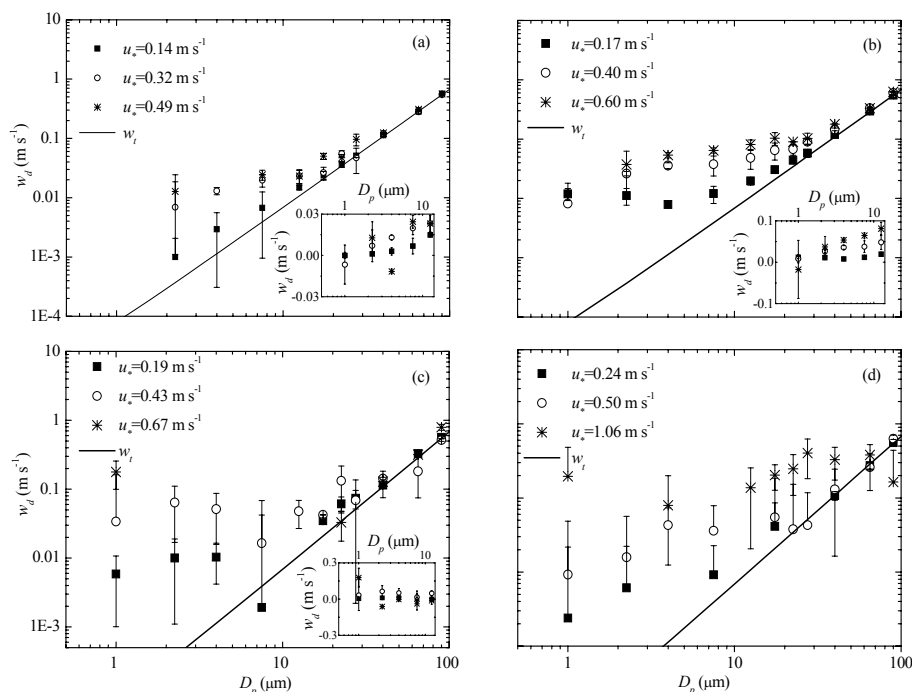 10
1
0.1
0.01
1E-3
1E-4
w_d (m s⁻¹)
(a)
u_*=0.14 m s⁻¹
u_*=0.32 m s⁻¹
u_*=0.49 m s⁻¹
w_t
D_p (μm)
1 10
0.03
0.00
-0.03
w_d (m s⁻¹)
(b)
u_*=0.17 m s⁻¹
u_*=0.40 m s⁻¹
u_*=0.60 m s⁻¹
w_t
D_p (μm)
1 10
0.1
0.0
-0.1
w_d (m s⁻¹)
10
1
0.1
0.01
1E-3
w_d (m s⁻¹)
(c)
u_*=0.19 m s⁻¹
u_*=0.43 m s⁻¹
u_*=0.67 m s⁻¹
w_t
D_p (μm)
1 10
0.3
0.0
-0.3
w_d (m s⁻¹)
1 10 100
D_p (μm)
(d)
u_*=0.24 m s⁻¹
u_*=0.50 m s⁻¹
u_*=1.06 m s⁻¹
w_t
1 10 100
D_p (μm)